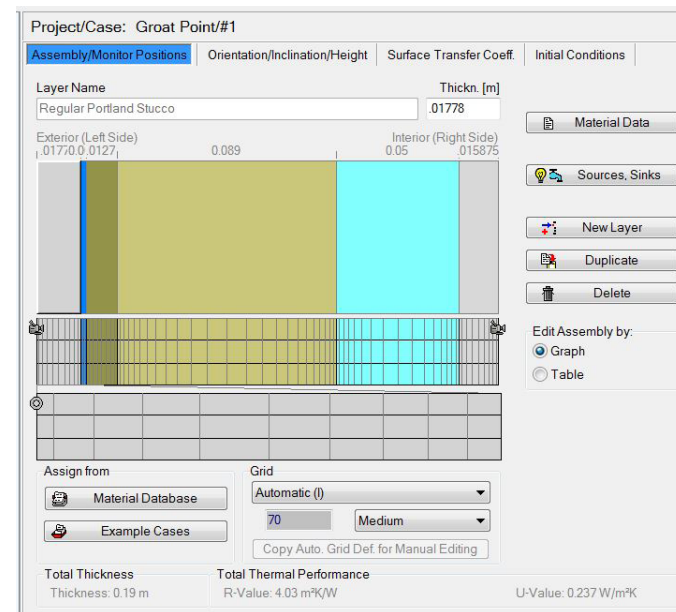 Project/Case: Groat Point/#1
Assembly/Monitor Positions Orientation/Inclination/Height Surface Transfer Coeff. Initial Conditions
Layer Name Thickn. [m]
Regular Portland Stucco .01778
Exterior (Left Side) Interior (Right Side)
.01770.0.0127 0.089 0.05 .015875
Material Data
Sources, Sinks
New Layer
Duplicate
Delete
Edit Assembly by:
Graph
Table
Assign from Grid
Material Database Automatic (I)
70 Medium
Example Cases
Copy Auto. Grid Def. for Manual Editing
Total Thickness Total Thermal Performance
Thickness: 0.19 m R-Value: 4.03 m²K/W U-Value: 0.237 W/m²K